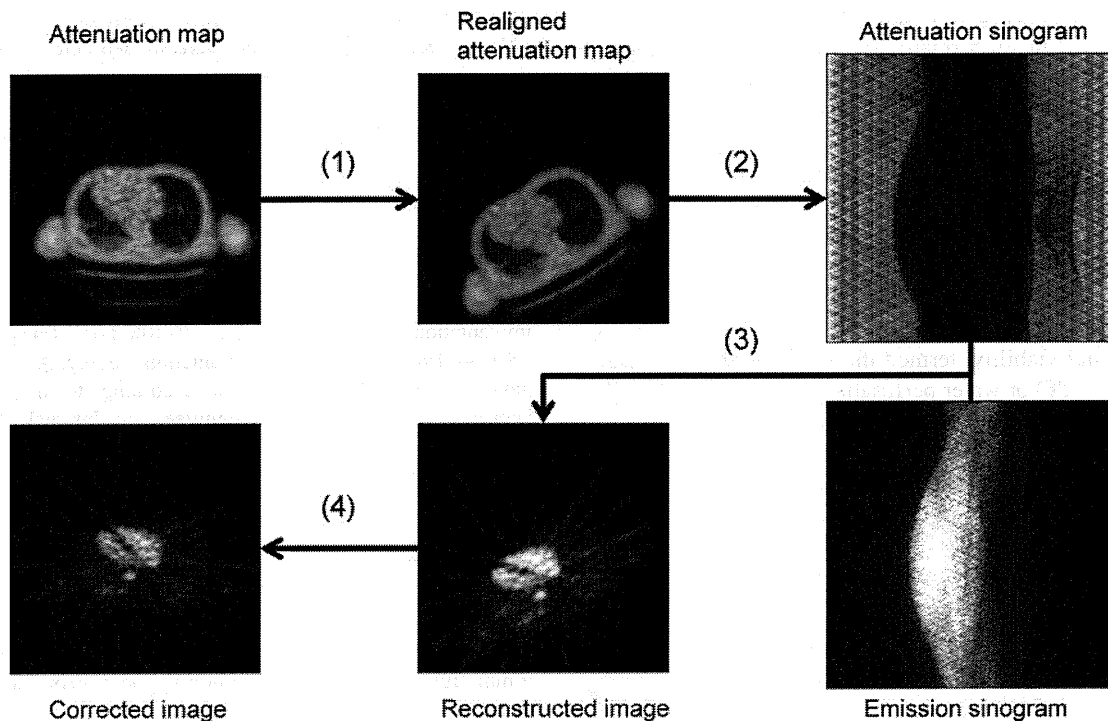 Attenuation map
Realigned
attenuation map
Attenuation sinogram
(1)
(2)
(3)
(4)
Corrected image
Reconstructed image
Emission sinogram